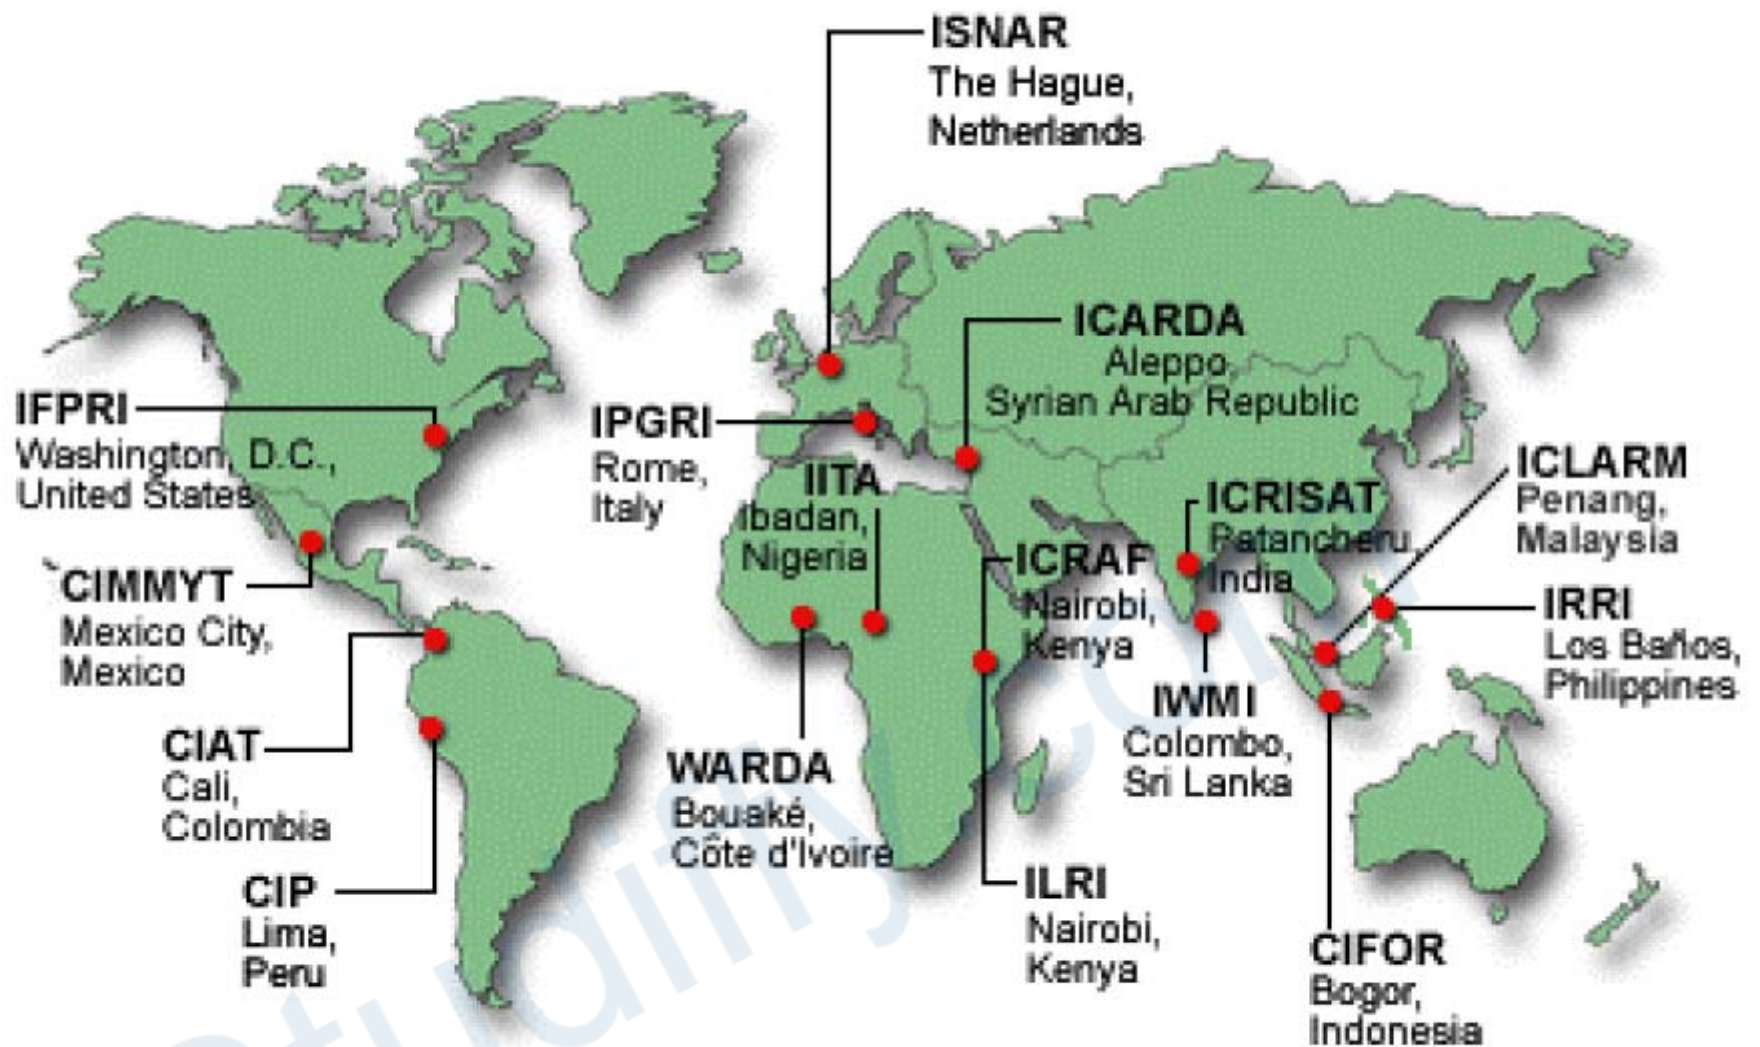 ISNAR
The Hague,
Netherlands
ICARDA
Aleppo,
Syrian Arab Republic
IFPRI
Washington, D.C.,
United States
IPGRI
Rome,
Italy
IITA
Ibadan,
Nigeria
ICLARM
Penang,
Malaysia
ICRISAT
Patancheru,
India
ICRAF
Nairobi,
Kenya
CIMMYT
Mexico City,
Mexico
IRRI
Los Baños,
Philippines
IWMI
Colombo,
Sri Lanka
CIAT
Cali,
Colombia
WARDA
Bouaké,
Côte d'Ivoire
CIP
Lima,
Peru
ILRI
Nairobi,
Kenya
CIFOR
Bogor,
Indonesia